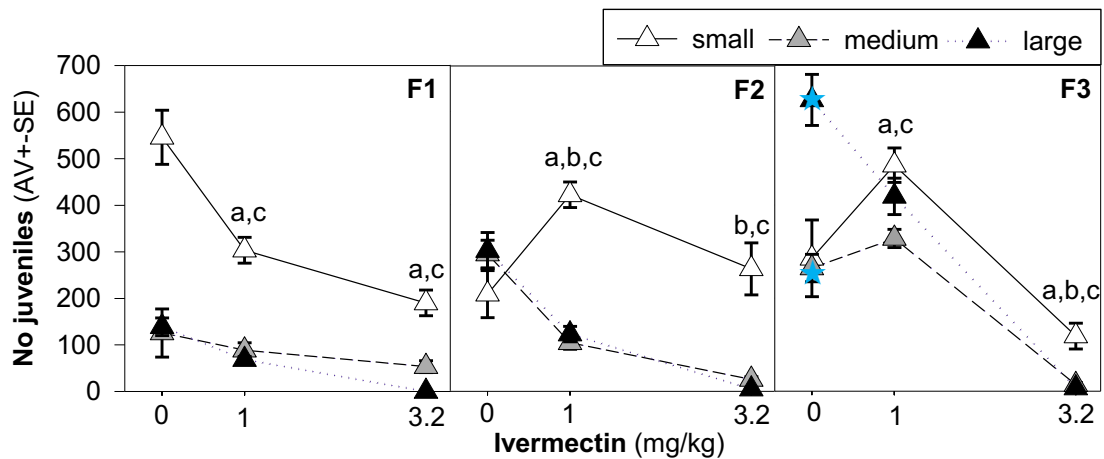 small medium large
700 F1 F2 F3
600
500 a,b,c a,c
400
300 a,c b,c
200 a,c a,b,c
100
0
No juveniles (AV+-SE)
0 1 3.2 0 1 3.2 0 1 3.2
Ivermectin (mg/kg)